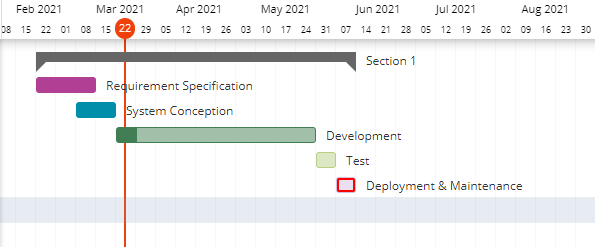 Feb 2021 Mar 2021 Apr 2021 May 2021 Jun 2021 Jul 2021 Aug 2021
08 15 22 01 08 15 22 29 05 12 19 26 03 10 17 24 31 07 14 21 28 05 12 19 26 02 09 16 23 30
Section 1
Requirement Specification
System Conception
Development
Test
Deployment & Maintenance